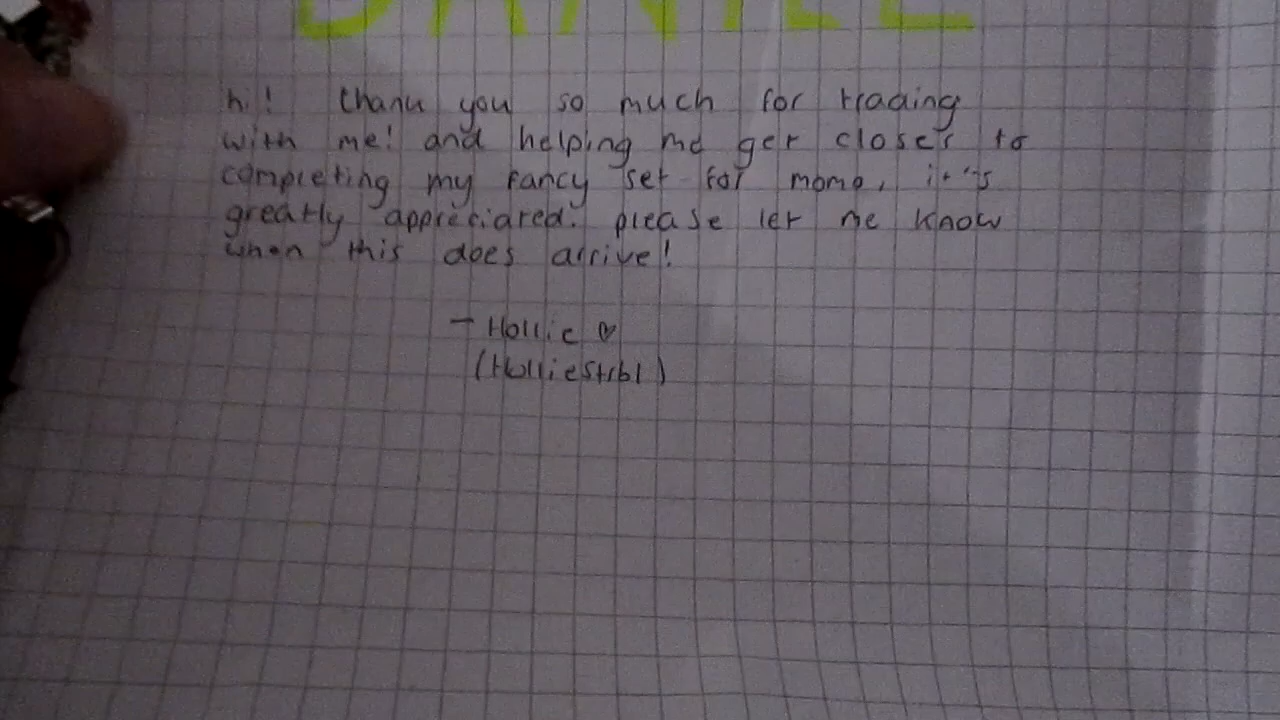 DANIEL
hi! thank you so much for trading
with me! and helping me get closer to
completing my fancy set for momo, it's
greatly appreciated! please let me know
when this does arrive!
- Hollie ♡
(HollieStrbl)